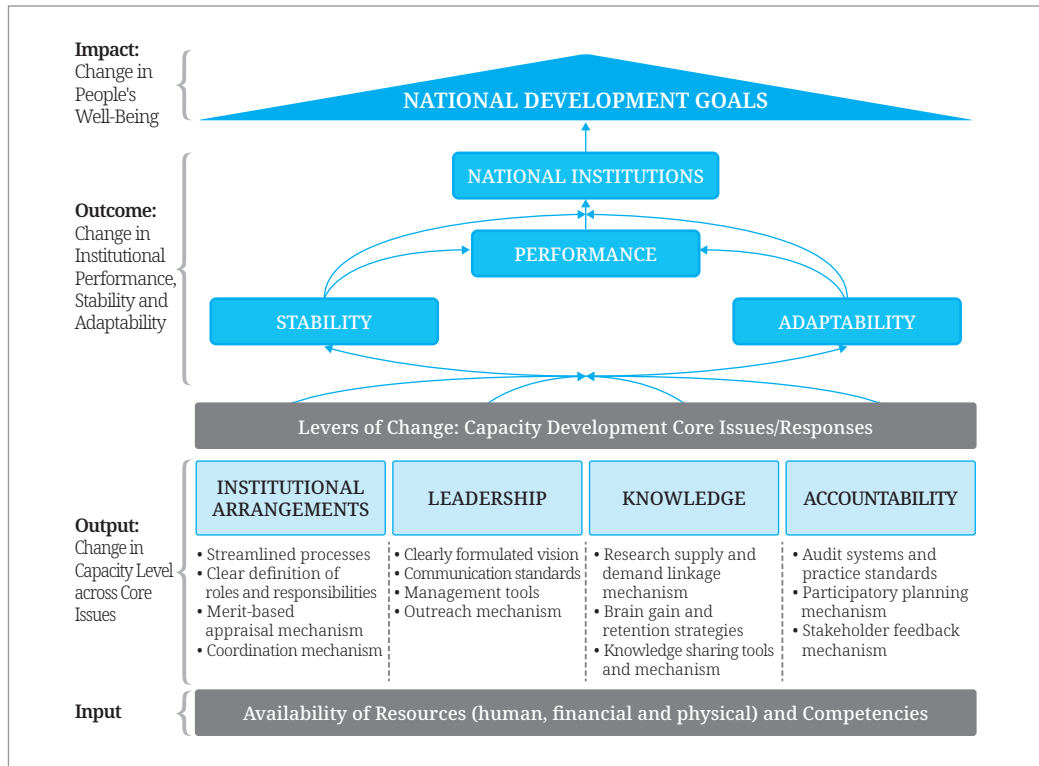 Impact:
Change in
People's
Well-Being
NATIONAL DEVELOPMENT GOALS
NATIONAL INSTITUTIONS
Outcome:
Change in
Institutional
Performance,
Stability and
Adaptability
PERFORMANCE
STABILITY
ADAPTABILITY
Levers of Change: Capacity Development Core Issues/Responses
Output:
Change in
Capacity Level
across Core
Issues
INSTITUTIONAL
ARRANGEMENTS
• Streamlined processes
• Clear definition of
roles and responsibilities
• Merit-based
appraisal mechanism
• Coordination mechanism
LEADERSHIP
• Clearly formulated vision
• Communication standards
• Management tools
• Outreach mechanism
KNOWLEDGE
• Research supply and
demand linkage
mechanism
• Brain gain and
retention strategies
• Knowledge sharing tools
and mechanism
ACCOUNTABILITY
• Audit systems and
practice standards
• Participatory planning
mechanism
• Stakeholder feedback
mechanism
Input
Availability of Resources (human, financial and physical) and Competencies